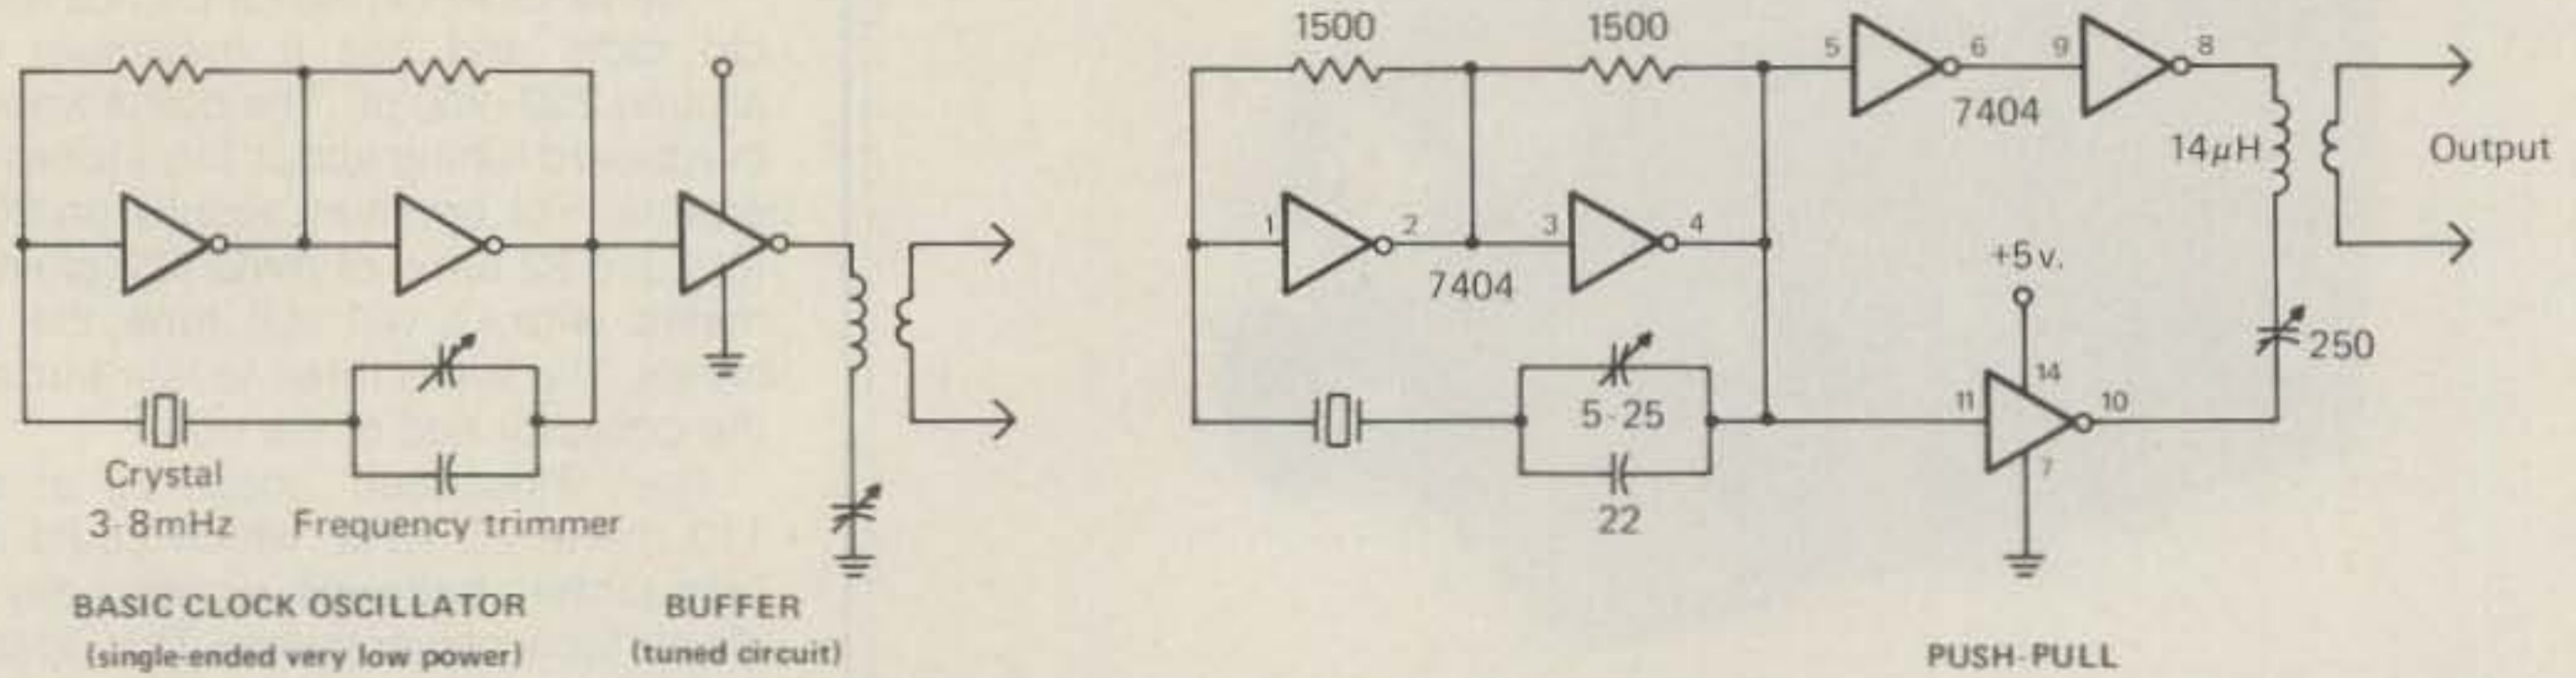 Crystal
3-8mHz
Frequency trimmer
BASIC CLOCK OSCILLATOR
(single-ended very low power)
BUFFER
(tuned circuit)
1500
1500
5
6
9
8
7404
14μH
Output
1
2
3
4
7404
+5v.
14
11
10
7
250
5-25
22
PUSH-PULL